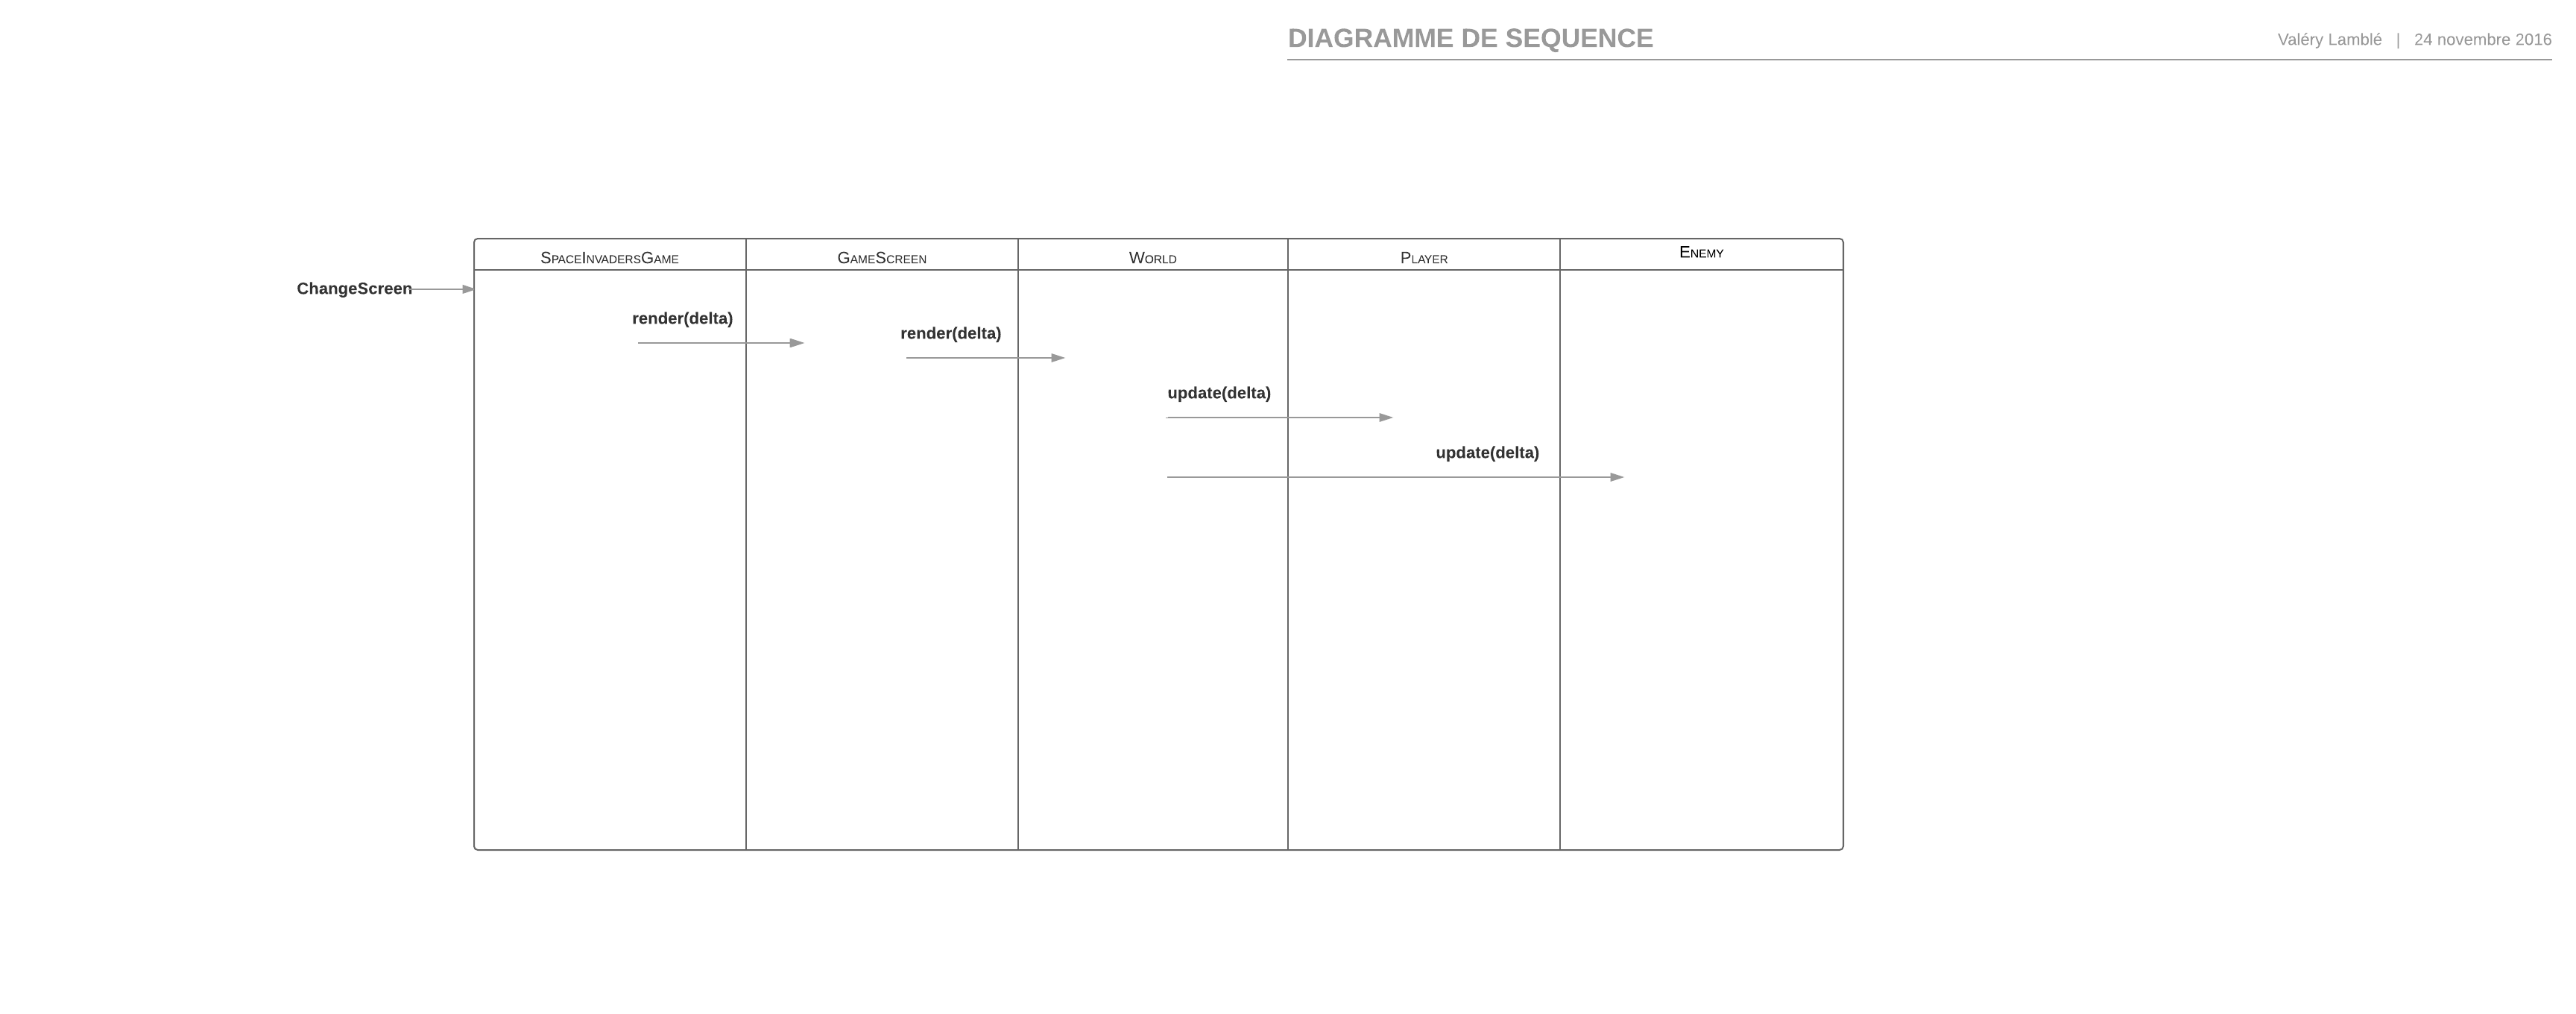 DIAGRAMME DE SEQUENCE
Valéry Lamblé | 24 novembre 2016
SpaceInvadersGame
GameScreen
World
Player
Enemy
ChangeScreen
render(delta)
render(delta)
update(delta)
update(delta)